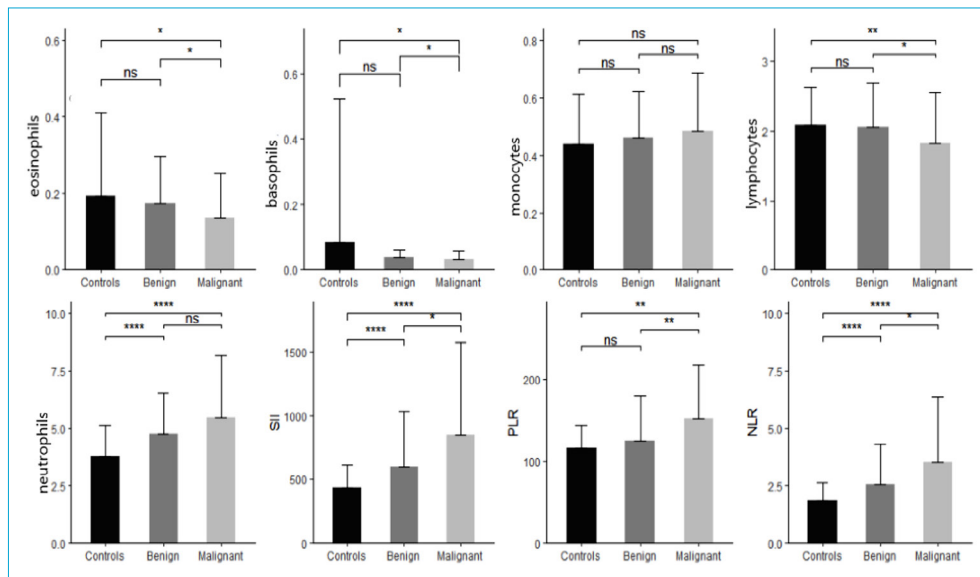 * * ns **
ns * ns * ns ns ns *
eosinophils 0.6 0.4 0.2 0.0
Controls Benign Malignant
basophils 0.6 0.4 0.2 0.0
Controls Benign Malignant
monocytes 0.8 0.6 0.4 0.2 0.0
Controls Benign Malignant
lymphocytes 3 2 1 0
Controls Benign Malignant
**** **** ** ****
**** ns **** * ns ** **** *
neutrophils 10.0 7.5 5.0 2.5 0.0
Controls Benign Malignant
SII 1500 1000 500 0
Controls Benign Malignant
PLR 200 100 0
Controls Benign Malignant
NLR 10.0 7.5 5.0 2.5 0.0
Controls Benign Malignant